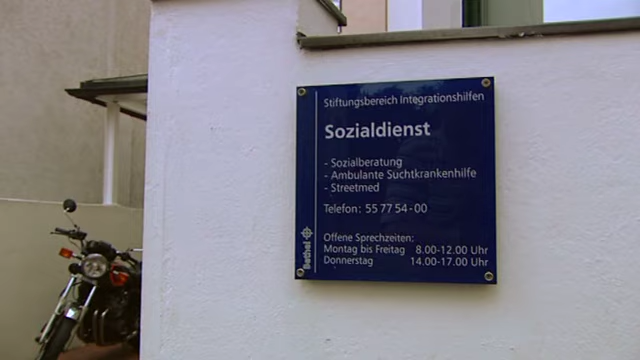 Stiftungsbereich Integrationshilfen
Sozialdienst
- Sozialberatung
- Ambulante Suchtkrankenhilfe
- Streetmed
Telefon: 55 77 54 - 00
Offene Sprechzeiten:
Montag bis Freitag 8.00-12.00 Uhr
Donnerstag 14.00-17.00 Uhr
Bethel